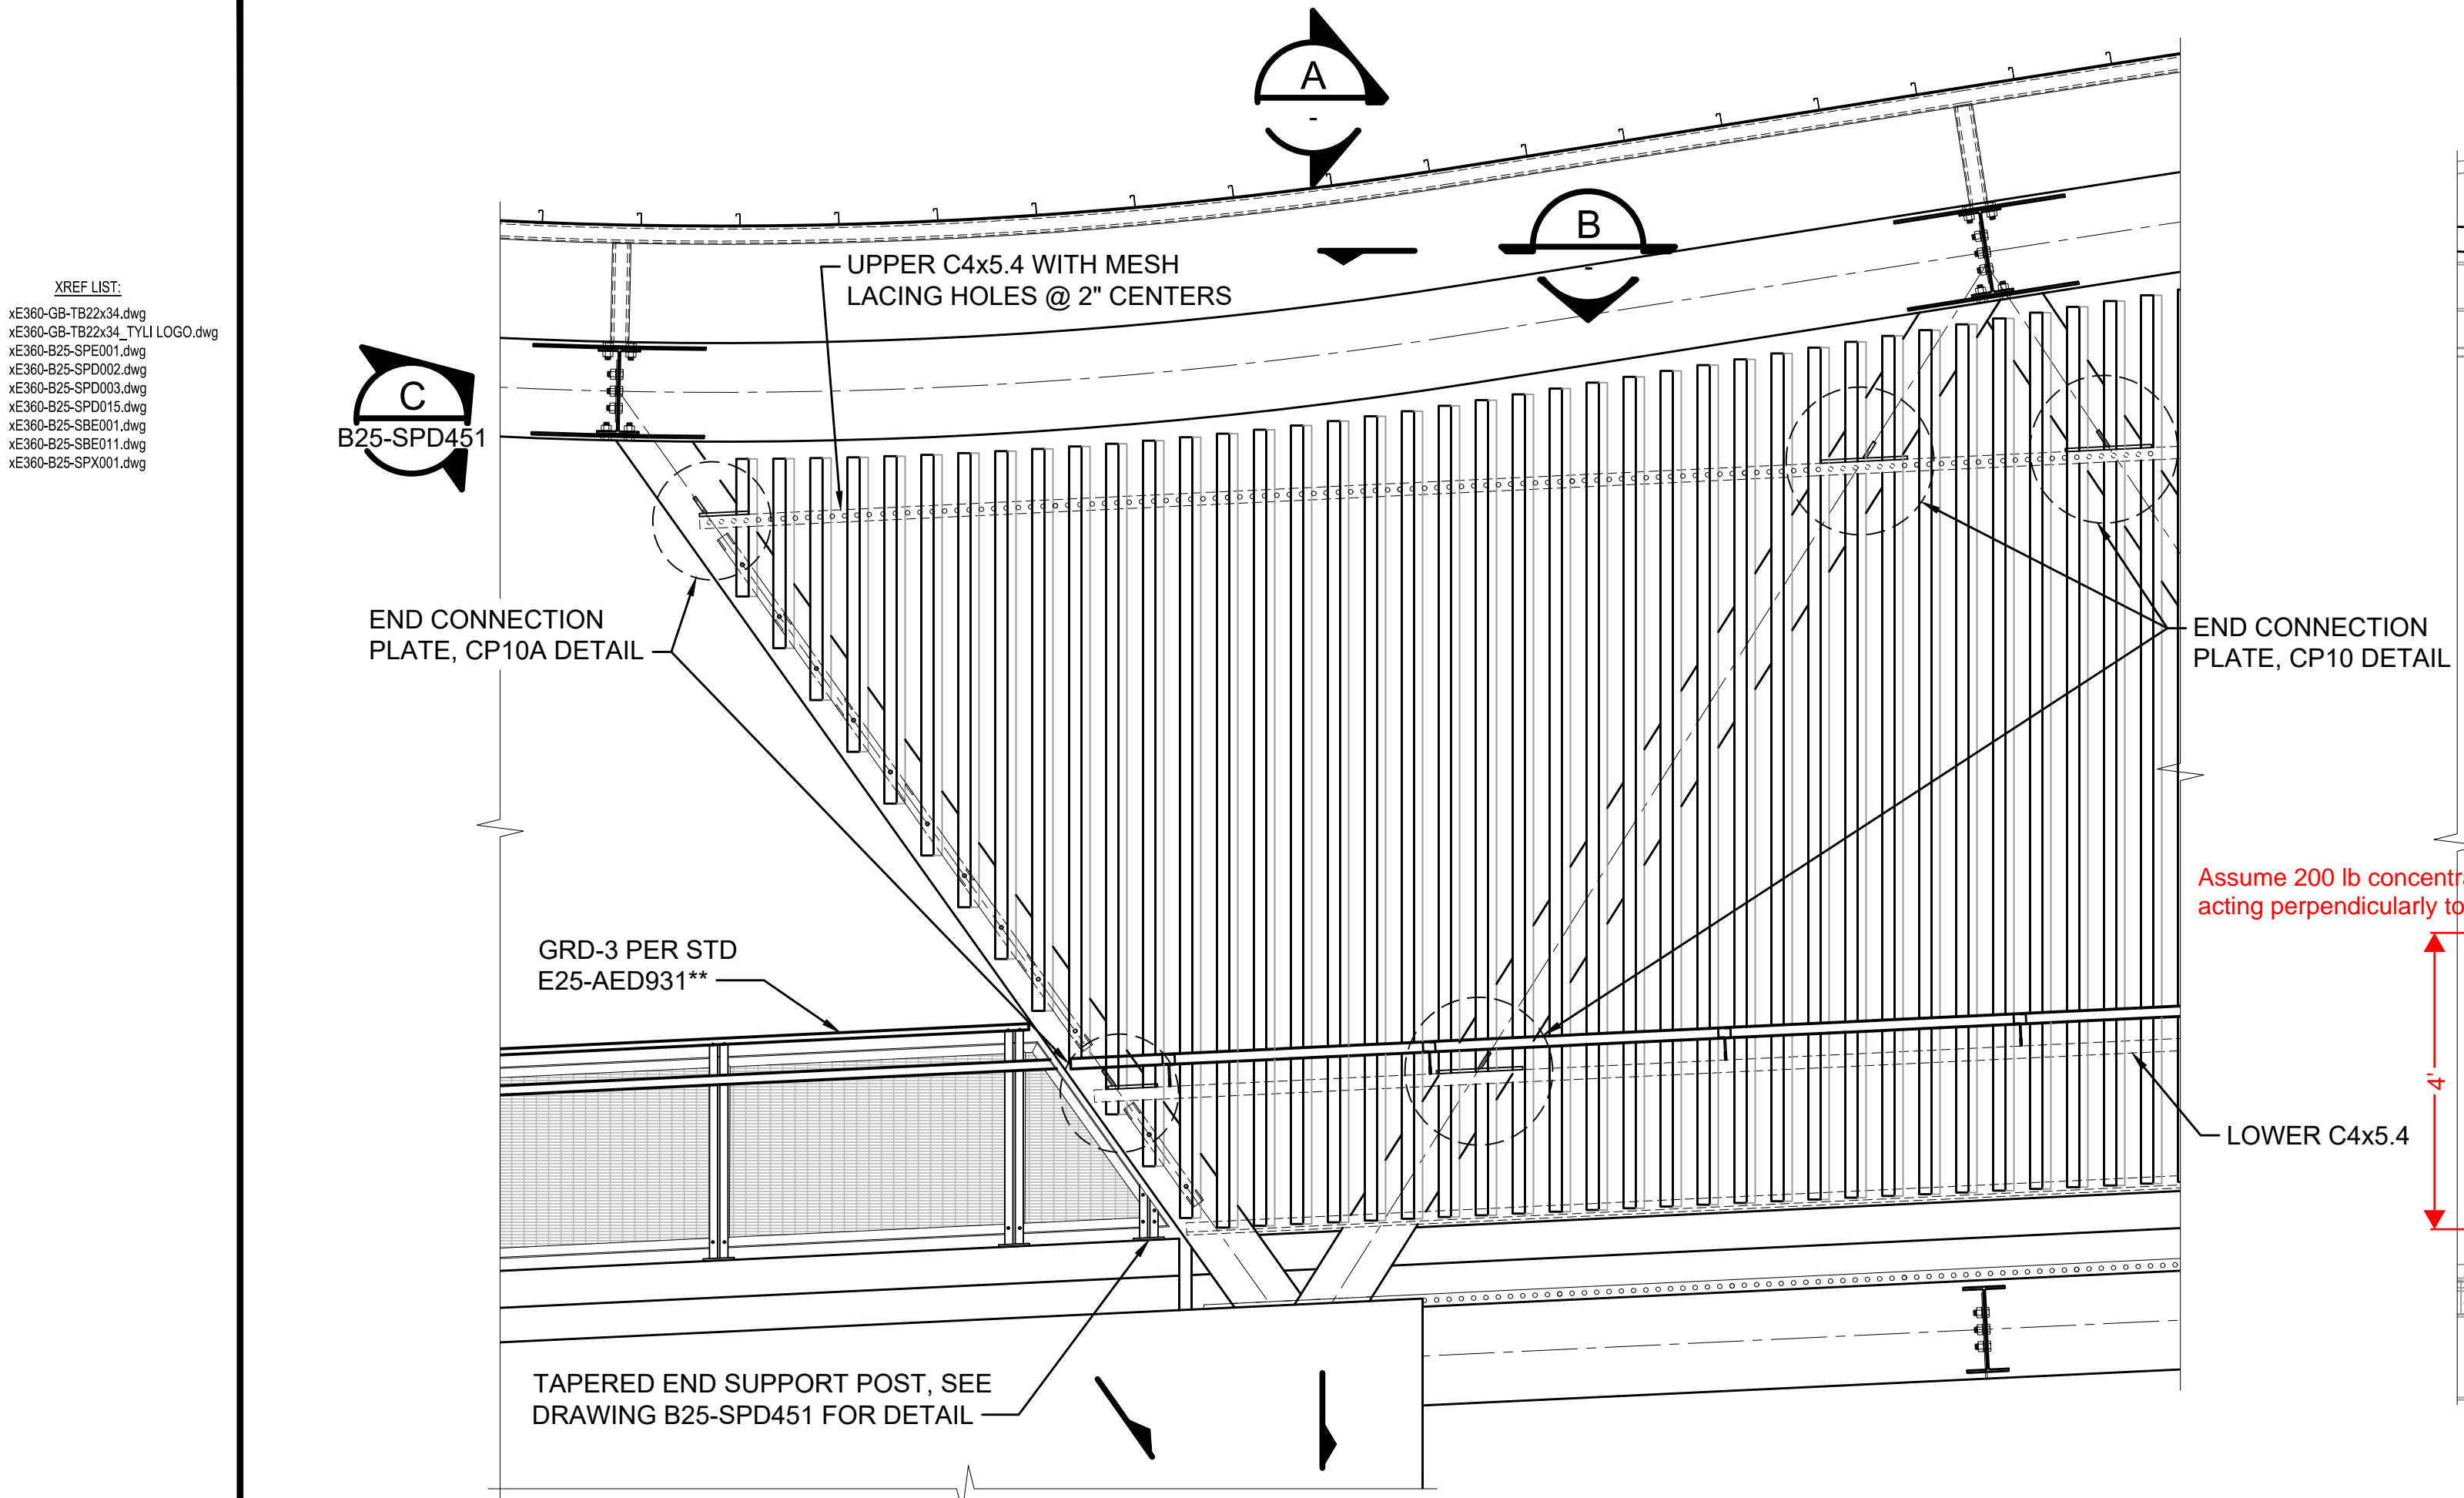 XREF LIST:
xE360-GB-TB22x34.dwg
xE360-GB-TB22x34_TYLI LOGO.dwg
xE360-B25-SPE001.dwg
xE360-B25-SPD002.dwg
xE360-B25-SPD003.dwg
xE360-B25-SPD015.dwg
xE360-B25-SBE001.dwg
xE360-B25-SBE011.dwg
xE360-B25-SPX001.dwg
A
-
B
-
C
B25-SPD451
UPPER C4x5.4 WITH MESH
LACING HOLES @ 2" CENTERS
END CONNECTION
PLATE, CP10A DETAIL
END CONNECTION
PLATE, CP10 DETAIL
Assume 200 lb concentra
acting perpendicularly to
GRD-3 PER STD
E25-AED931**
4'
LOWER C4x5.4
TAPERED END SUPPORT POST, SEE
DRAWING B25-SPD451 FOR DETAIL